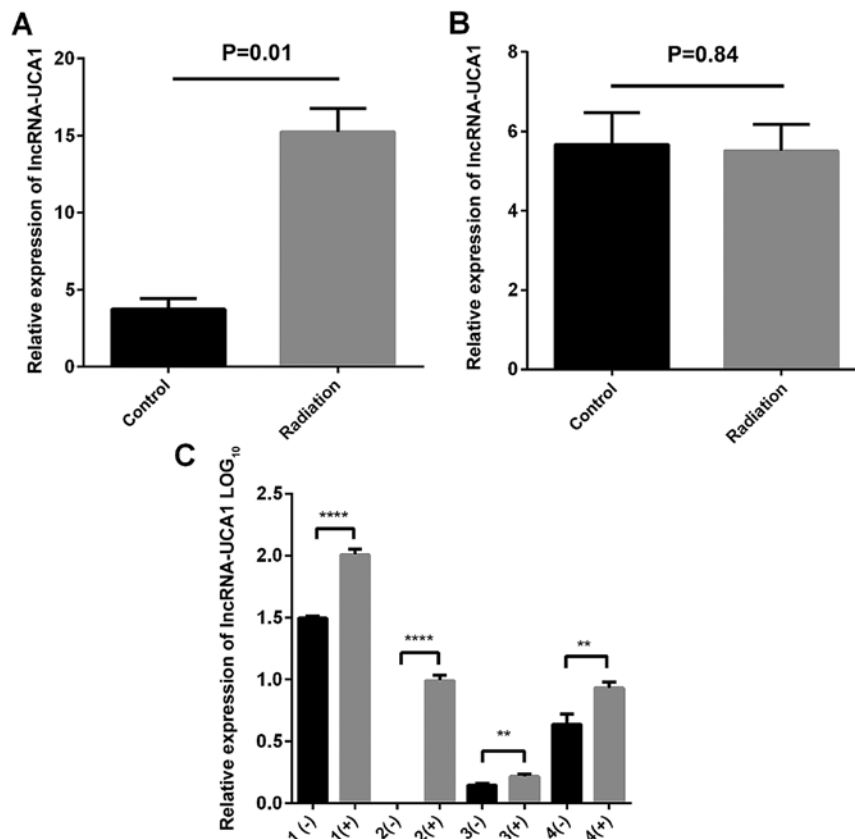 A
P=0.01
Relative expression of lncRNA-UCA1
20
15
10
5
0
Control
Radiation
B
P=0.84
Relative expression of lncRNA-UCA1
8
6
4
2
0
Control
Radiation
C
Relative expression of lncRNA-UCA1 LOG10
2.5
2.0
1.5
1.0
0.5
0.0
****
****
**
**
1 (-)
1(+)
2(-)
2(+)
3(-)
3(+)
4(-)
4(+)